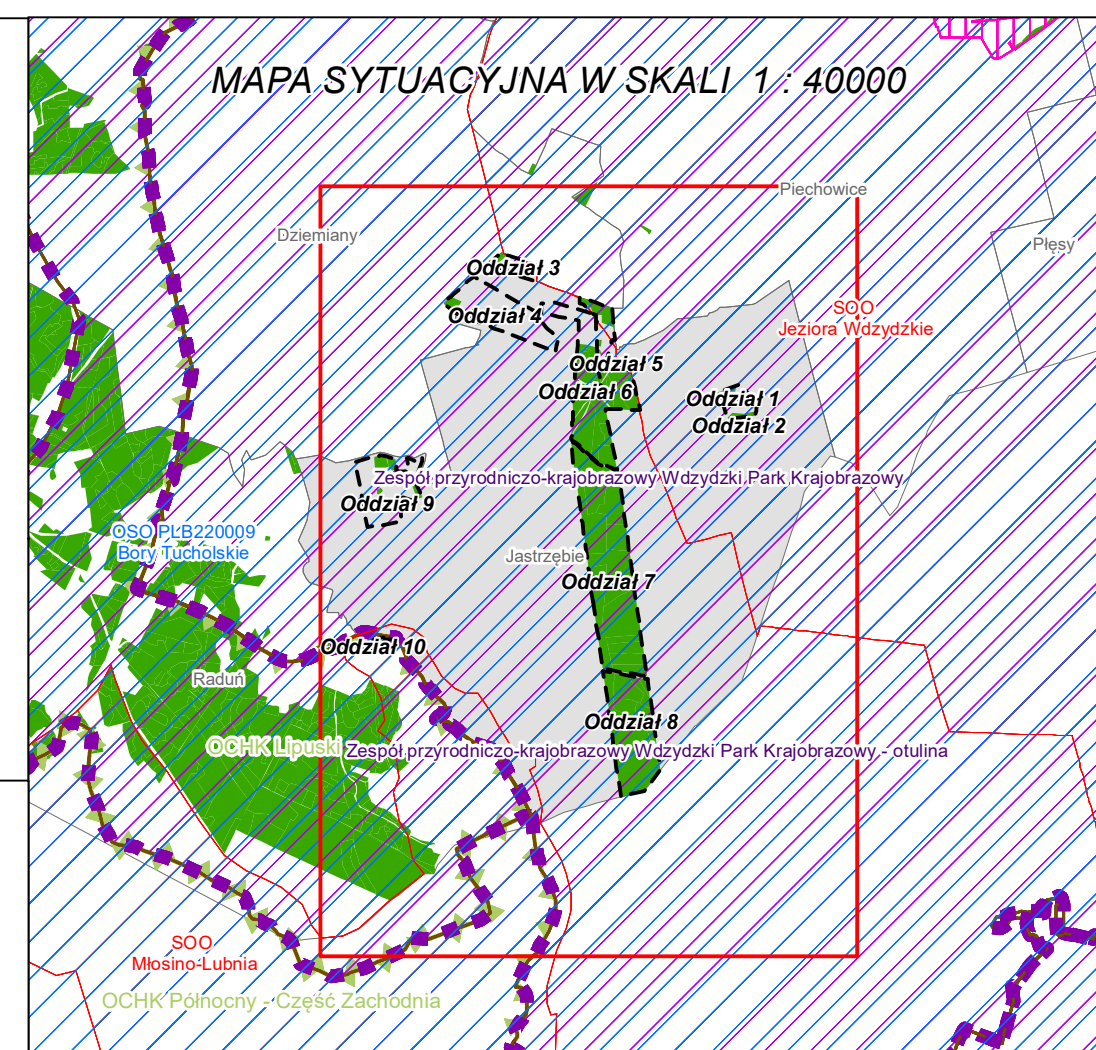 MAPA SYTUACYJNA W SKALI 1 : 40000
Piechowice
Dziemiany
Płęsy
Oddział 3
SOO
Jeziora Wdzydzkie
Oddział 4
Oddział 5
Oddział 6
Oddział 1
Oddział 2
Zespół przyrodniczo-krajobrazowy Wdzydzki Park Krajobrazowy
Oddział 9
OSO PLB220009
Bory Tucholskie
Jastrzębie
Oddział 7
Oddział 10
Raduń
Oddział 8
OCHK Lipuski
Zespół przyrodniczo-krajobrazowy Wdzydzki Park Krajobrazowy - otulina
SOO
Młosino-Lubnia
OCHK Północny - Część Zachodnia